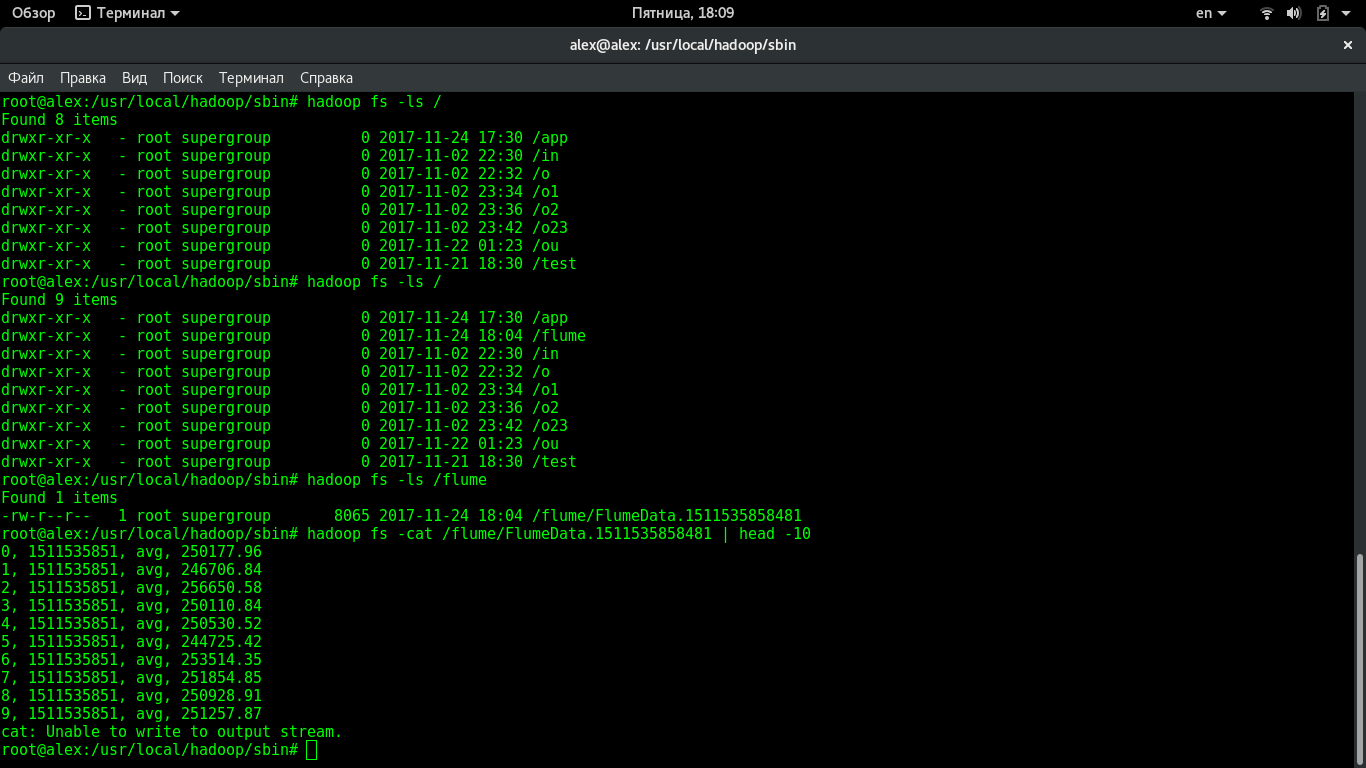 Обзор Терминал Пятница, 18:09 en
alex@alex: /usr/local/hadoop/sbin ×
Файл Правка Вид Поиск Терминал Справка
root@alex:/usr/local/hadoop/sbin# hadoop fs -ls /
Found 8 items
drwxr-xr-x   - root supergroup          0 2017-11-24 17:30 /app
drwxr-xr-x   - root supergroup          0 2017-11-02 22:30 /in
drwxr-xr-x   - root supergroup          0 2017-11-02 22:32 /o
drwxr-xr-x   - root supergroup          0 2017-11-02 23:34 /o1
drwxr-xr-x   - root supergroup          0 2017-11-02 23:36 /o2
drwxr-xr-x   - root supergroup          0 2017-11-02 23:42 /o23
drwxr-xr-x   - root supergroup          0 2017-11-22 01:23 /ou
drwxr-xr-x   - root supergroup          0 2017-11-21 18:30 /test
root@alex:/usr/local/hadoop/sbin# hadoop fs -ls /
Found 9 items
drwxr-xr-x   - root supergroup          0 2017-11-24 17:30 /app
drwxr-xr-x   - root supergroup          0 2017-11-24 18:04 /flume
drwxr-xr-x   - root supergroup          0 2017-11-02 22:30 /in
drwxr-xr-x   - root supergroup          0 2017-11-02 22:32 /o
drwxr-xr-x   - root supergroup          0 2017-11-02 23:34 /o1
drwxr-xr-x   - root supergroup          0 2017-11-02 23:36 /o2
drwxr-xr-x   - root supergroup          0 2017-11-02 23:42 /o23
drwxr-xr-x   - root supergroup          0 2017-11-22 01:23 /ou
drwxr-xr-x   - root supergroup          0 2017-11-21 18:30 /test
root@alex:/usr/local/hadoop/sbin# hadoop fs -ls /flume
Found 1 items
-rw-r--r--   1 root supergroup       8065 2017-11-24 18:04 /flume/FlumeData.1511535858481
root@alex:/usr/local/hadoop/sbin# hadoop fs -cat /flume/FlumeData.1511535858481 | head -10
0, 1511535851, avg, 250177.96
1, 1511535851, avg, 246706.84
2, 1511535851, avg, 256650.58
3, 1511535851, avg, 250110.84
4, 1511535851, avg, 250530.52
5, 1511535851, avg, 244725.42
6, 1511535851, avg, 253514.35
7, 1511535851, avg, 251854.85
8, 1511535851, avg, 250928.91
9, 1511535851, avg, 251257.87
cat: Unable to write to output stream.
root@alex:/usr/local/hadoop/sbin#